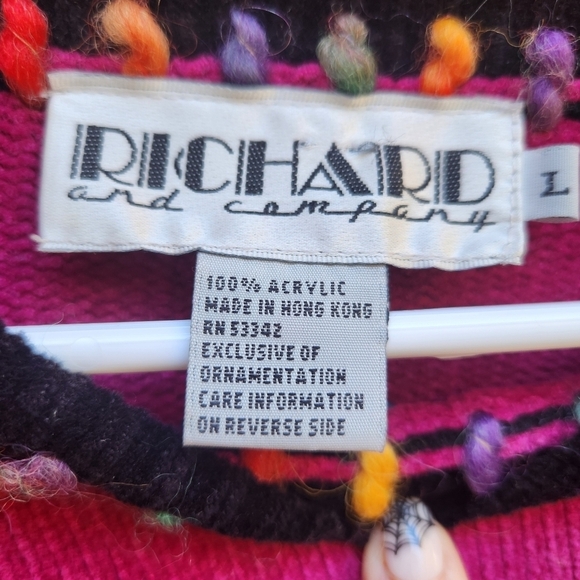 RICHARD
and company
L
100% ACRYLIC
MADE IN HONG KONG
RN 53342
EXCLUSIVE OF
ORNAMENTATION
CARE INFORMATION
ON REVERSE SIDE